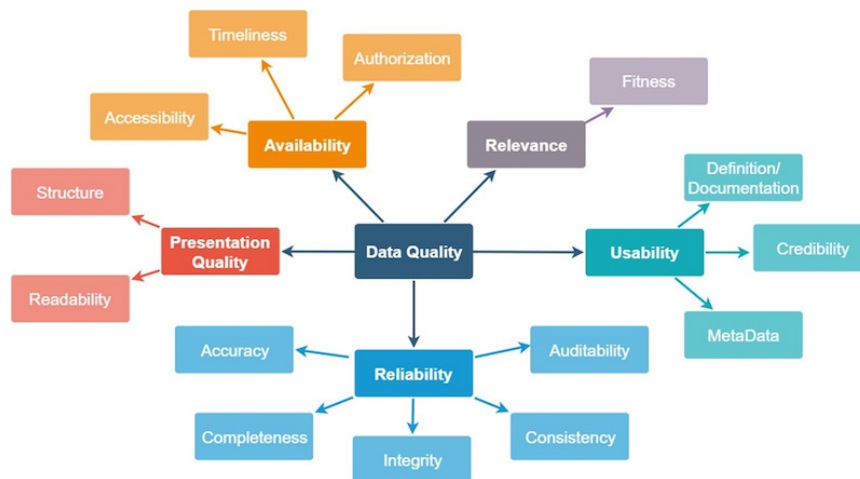 Timeliness
Authorization
Accessibility
Availability
Fitness
Relevance
Structure
Presentation
Quality
Readability
Data Quality
Definition/
Documentation
Usability
Credibility
MetaData
Accuracy
Auditability
Reliability
Completeness
Integrity
Consistency